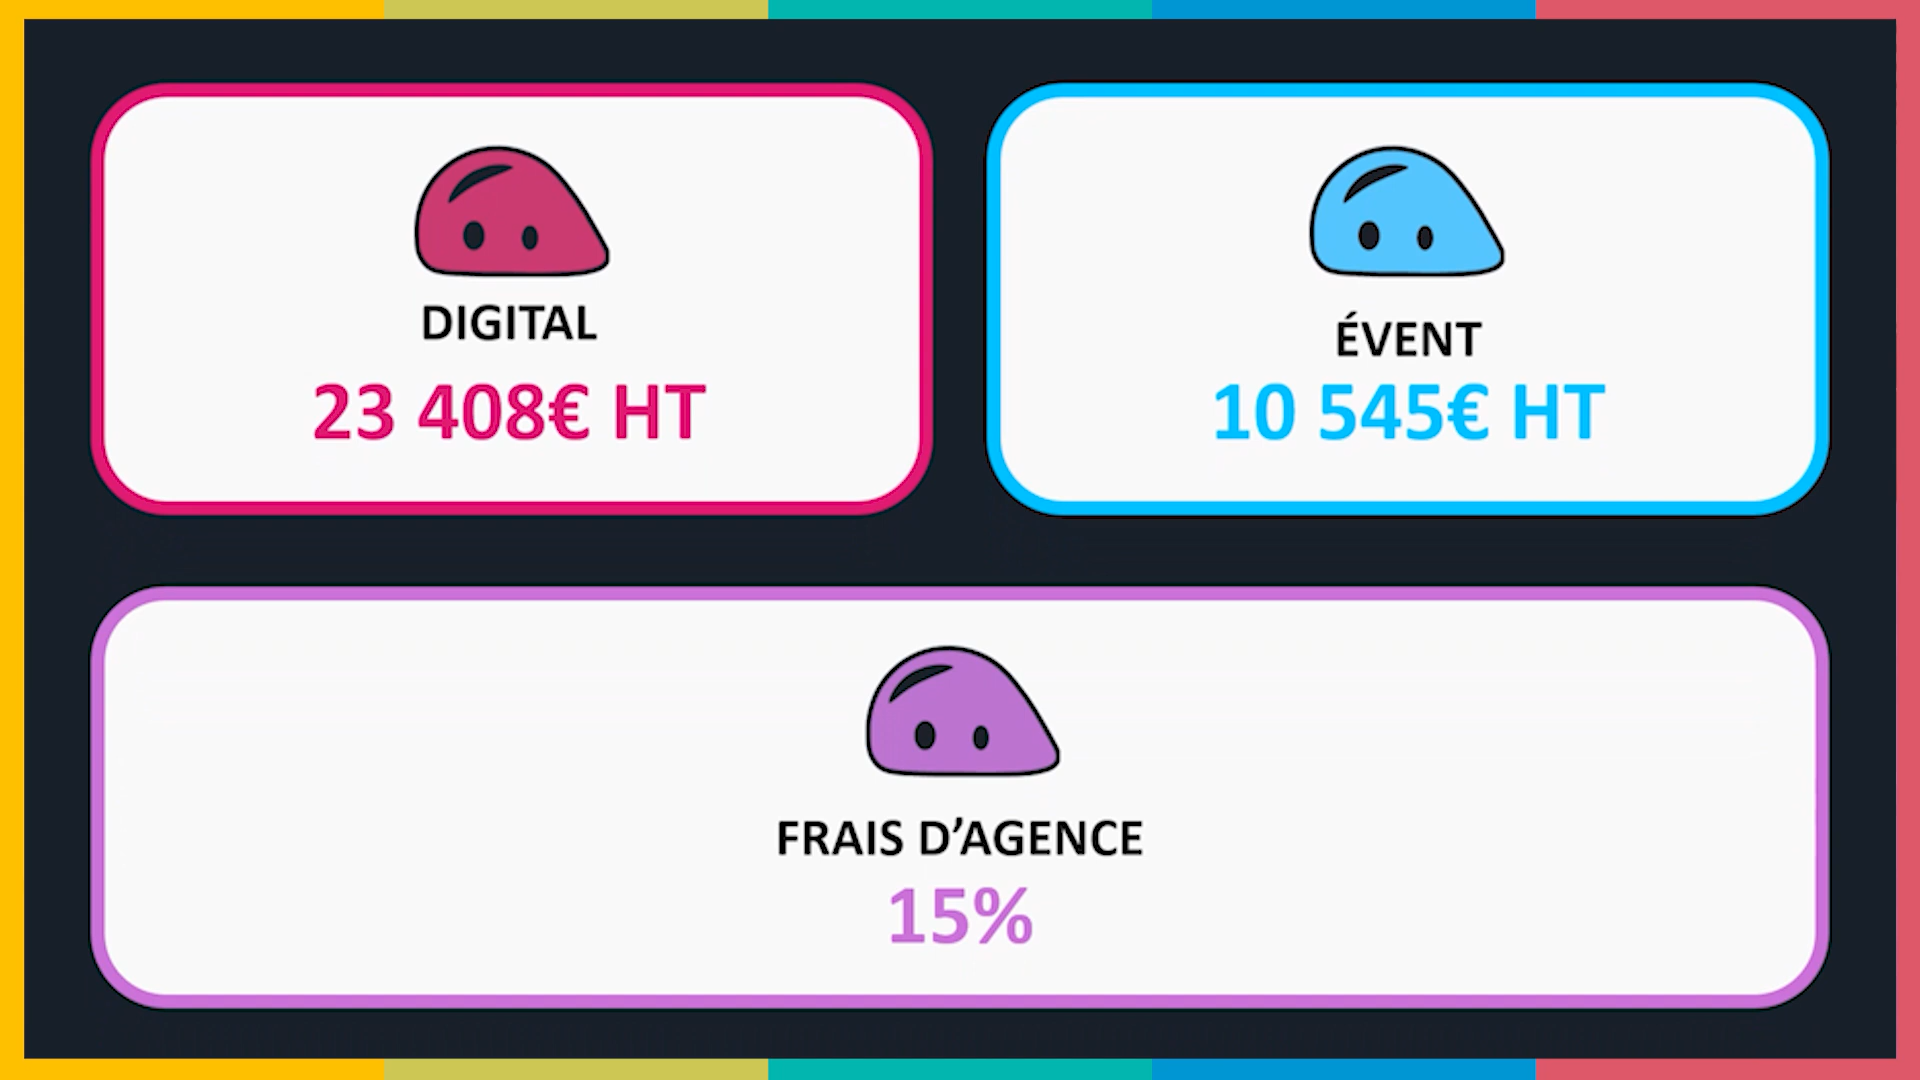 DIGITAL
23 408€ HT
ÉVENT
10 545€ HT
FRAIS D’AGENCE
15%